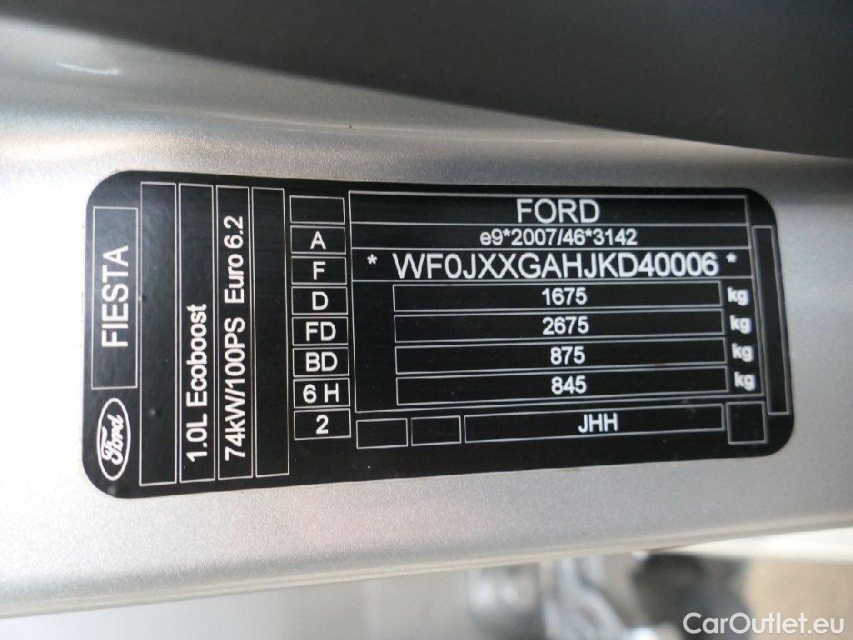 FIESTA
Ford
1.0L Ecoboost
74kW/100PS Euro 6.2
A
F
D
FD
BD
6 H
2
FORD
e9*2007/46*3142
* WF0JXXGAHJKD40006 *
1675 kg
2675 kg
875 kg
845 kg
JHH
CarOutlet.eu